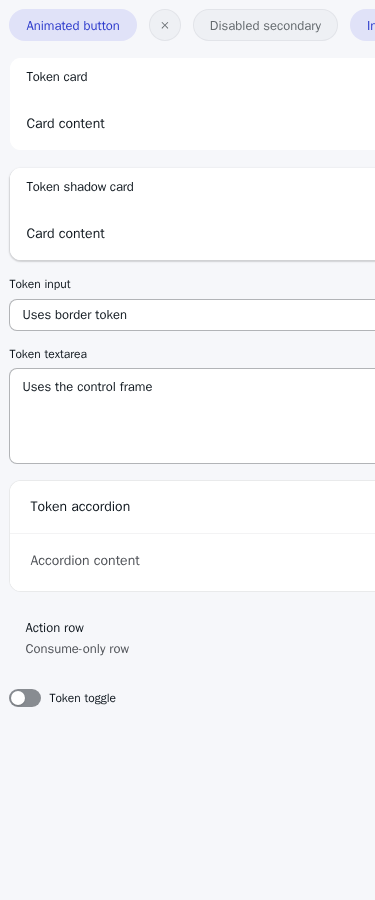 Animated button
×
Disabled secondary
Token card
Card content
Token shadow card
Card content
Token input
Uses border token
Token textarea
Uses the control frame
Token accordion
Accordion content
Action row
Consume-only row
Token toggle